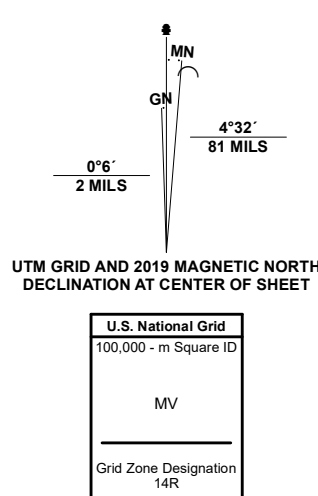 MN
GN
4°32´
81 MILS
0°6´
2 MILS
UTM GRID AND 2019 MAGNETIC NORTH
DECLINATION AT CENTER OF SHEET
U.S. National Grid
100,000 - m Square ID
MV
Grid Zone Designation
14R